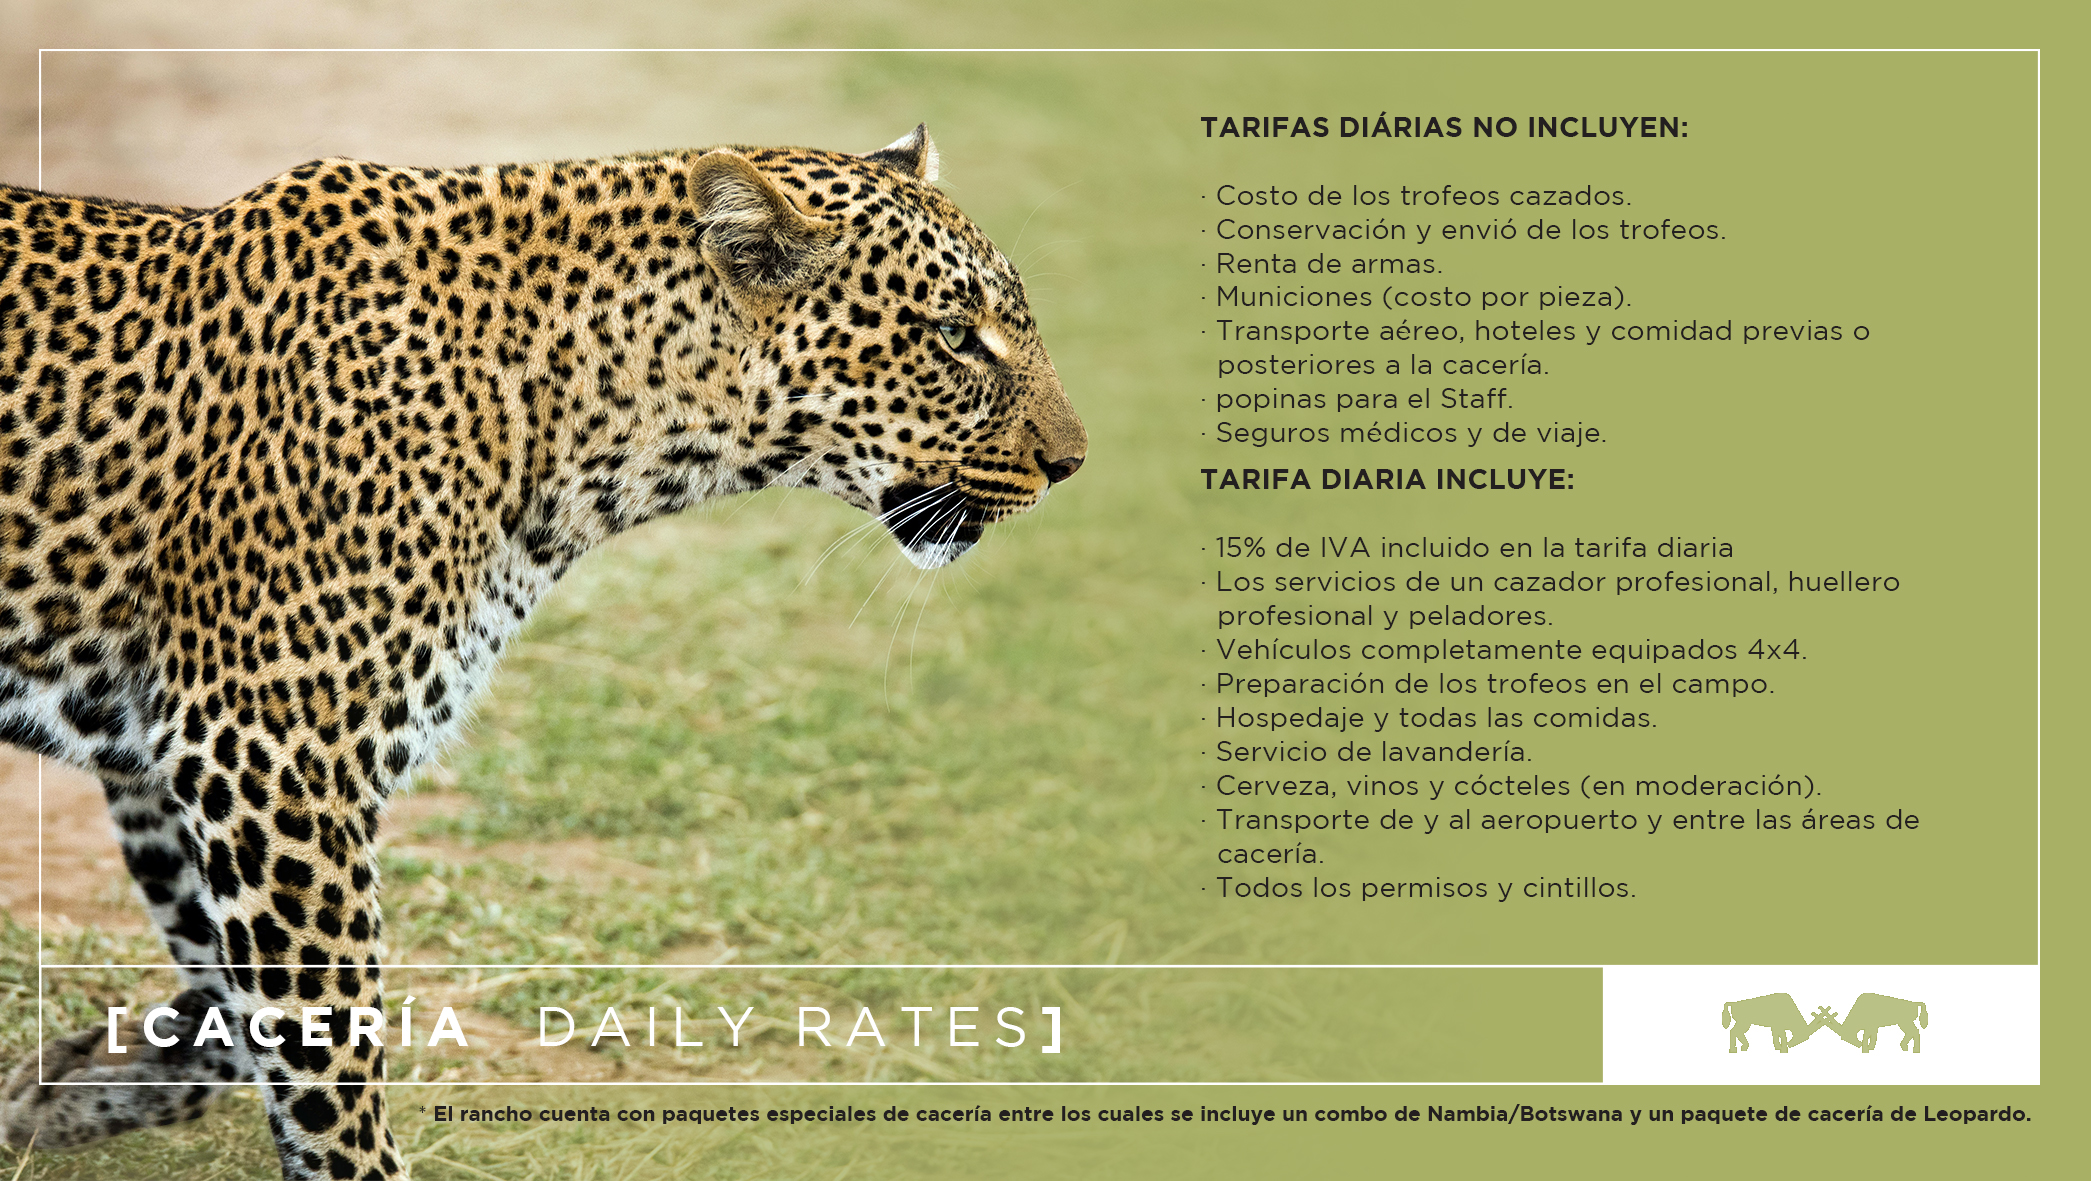 TARIFAS DIÁRIAS NO INCLUYEN:
· Costo de los trofeos cazados.
· Conservación y envió de los trofeos.
· Renta de armas.
· Municiones (costo por pieza).
· Transporte aéreo, hoteles y comidad previas o
posteriores a la cacería.
· popinas para el Staff.
· Seguros médicos y de viaje.
TARIFA DIARIA INCLUYE:
· 15% de IVA incluido en la tarifa diaria
· Los servicios de un cazador profesional, huellero
profesional y peladores.
· Vehículos completamente equipados 4x4.
· Preparación de los trofeos en el campo.
· Hospedaje y todas las comidas.
· Servicio de lavandería.
· Cerveza, vinos y cócteles (en moderación).
· Transporte de y al aeropuerto y entre las áreas de
cacería.
· Todos los permisos y cintillos.
[CACERÍA DAILY RATES]
* El rancho cuenta con paquetes especiales de cacería entre los cuales se incluye un combo de Nambia/Botswana y un paquete de cacería de Leopardo.